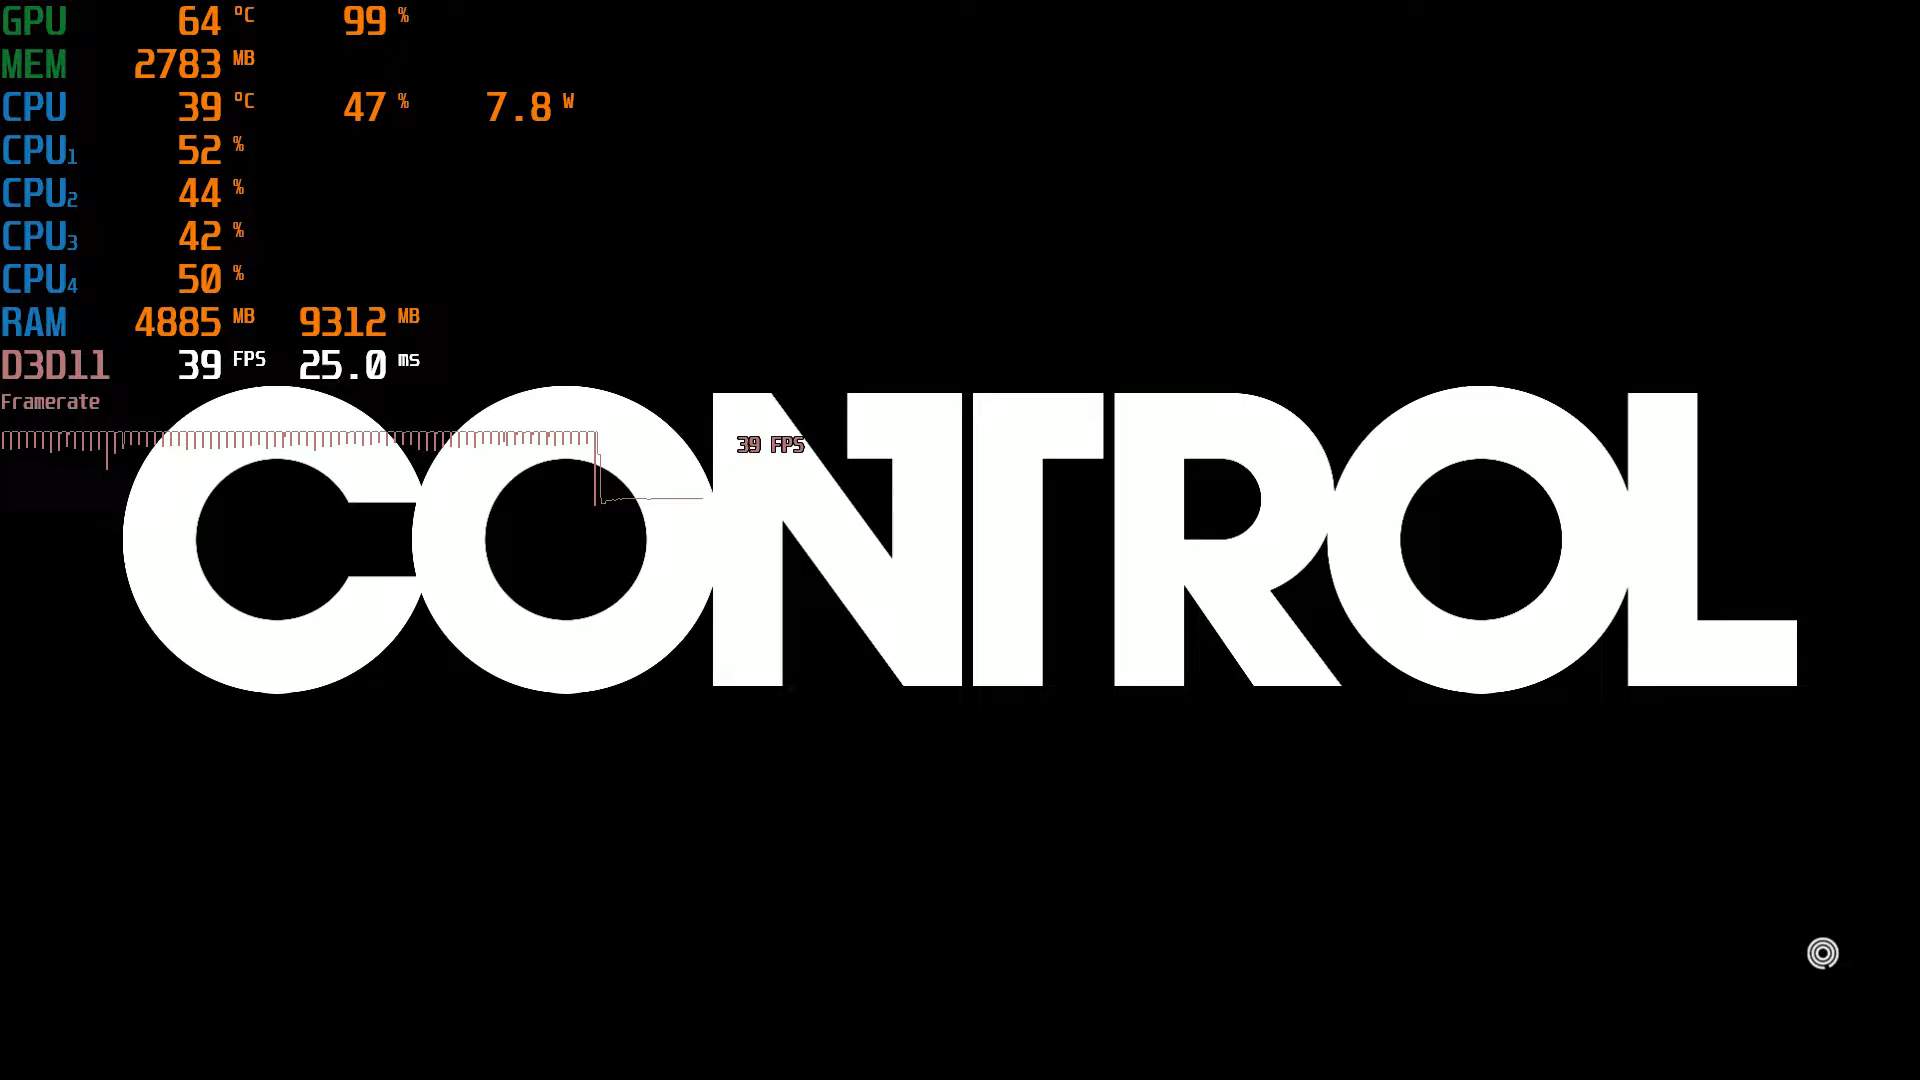 GPU 64 °C 99 %
MEM 2783 MB
CPU 39 °C 47 % 7.8 W
CPU1 52 %
CPU2 44 %
CPU3 42 %
CPU4 50 %
RAM 4885 MB 9312 MB
D3D11 39 FPS 25.0 ms
Framerate
39 FPS
CONTROL